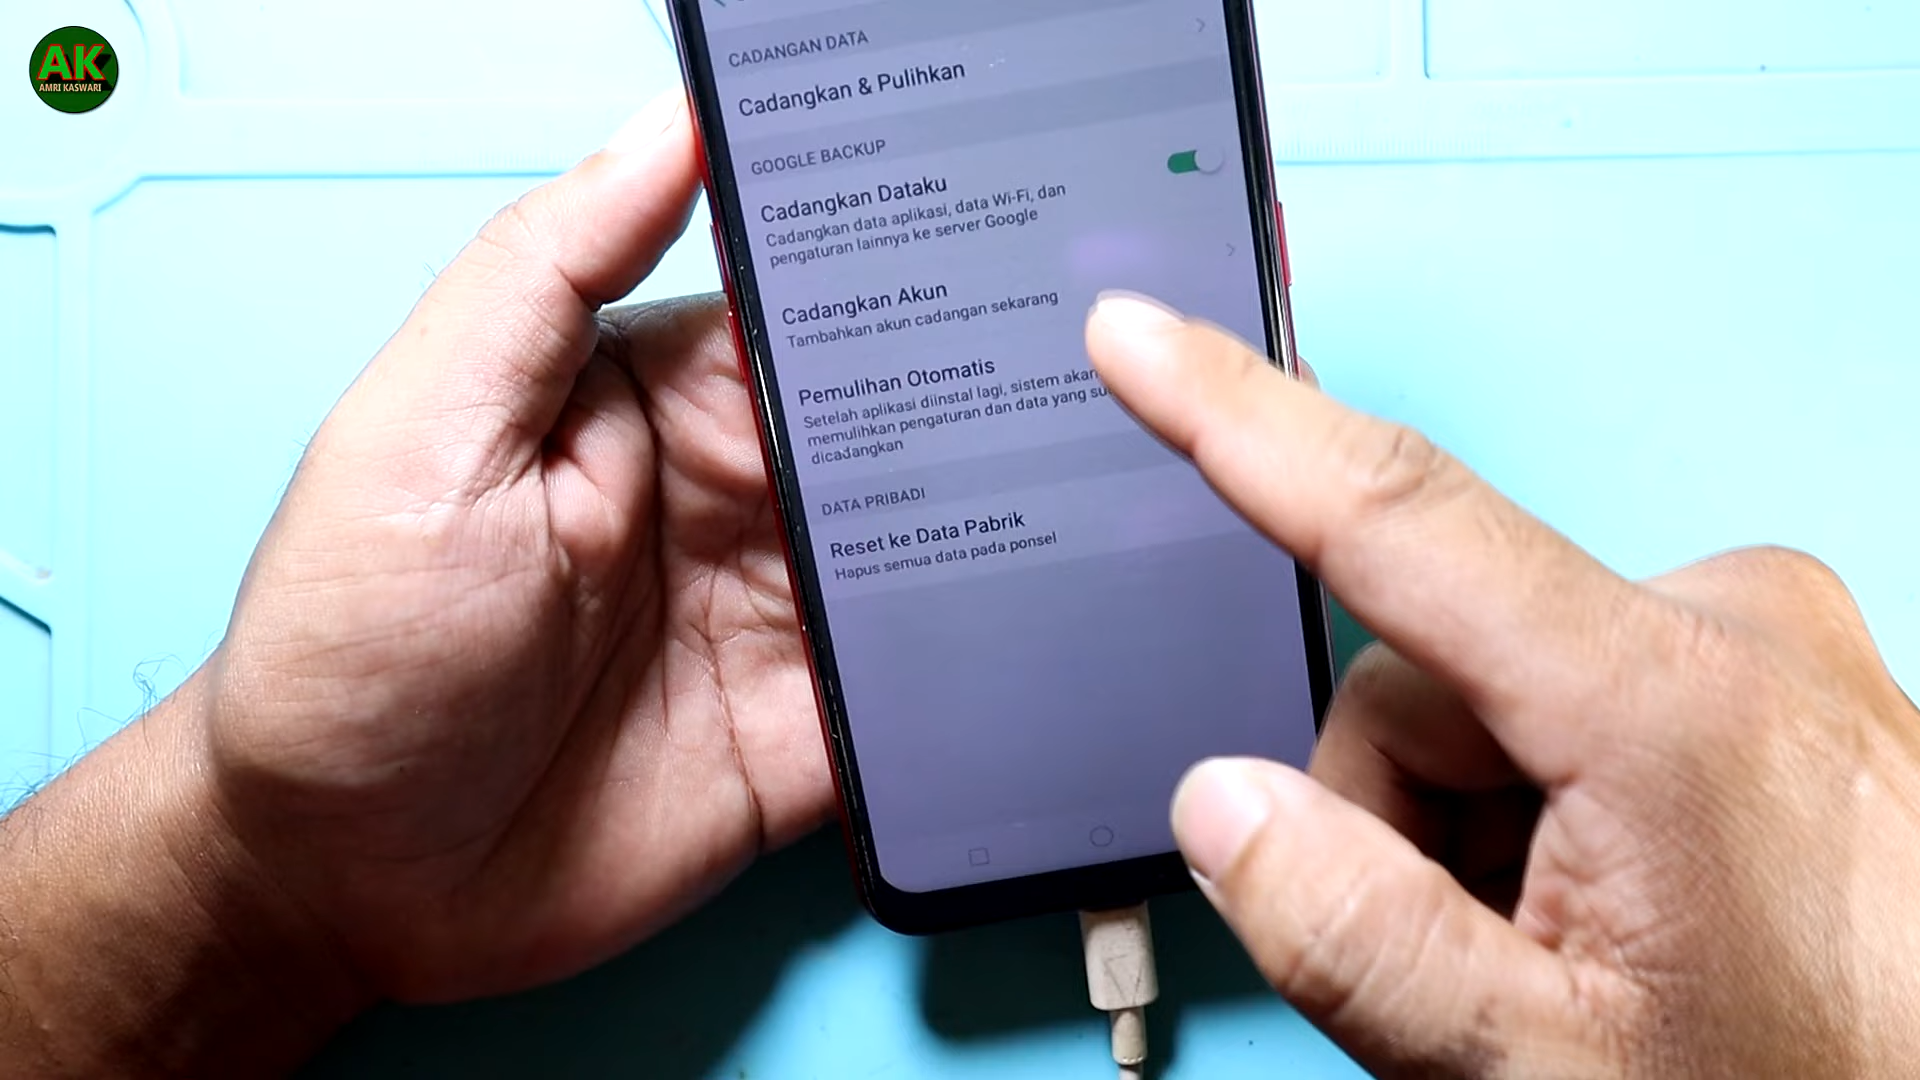 AK
AMRI KASWARI
CADANGAN DATA
Cadangkan & Pulihkan
GOOGLE BACKUP
Cadangkan Dataku
Cadangkan data aplikasi, data Wi-Fi, dan
pengaturan lainnya ke server Google
Cadangkan Akun
Tambahkan akun cadangan sekarang
Pemulihan Otomatis
Setelah aplikasi diinstal lagi, sistem akan
memulihkan pengaturan dan data yang
dicadangkan
DATA PRIBADI
Reset ke Data Pabrik
Hapus semua data pada ponsel